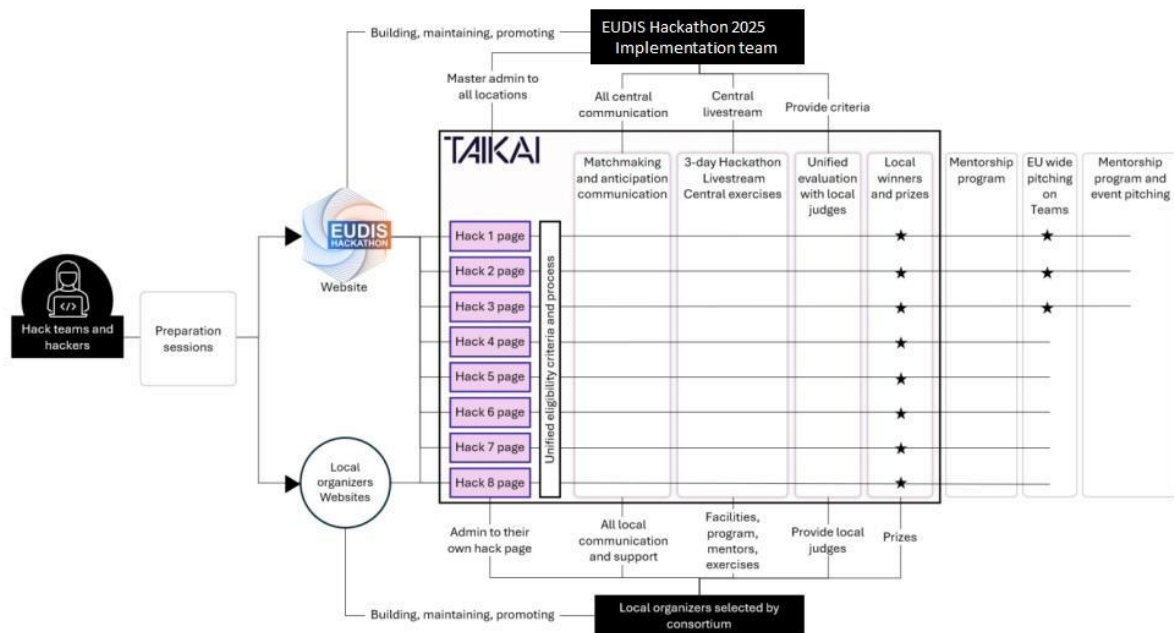 EUDIS Hackathon 2025
Implementation team
Building, maintaining, promoting
Master admin to
all locations
All central
communication
Central
livestream
Provide criteria
TAIKAI
Matchmaking
and anticipation
communication
3-day Hackathon
Livestream
Central exercises
Unified
evaluation
with local
judges
Local
winners
and prizes
Mentorship
program
EU wide
pitching
on
Teams
Mentorship
program and
event pitching
EUDIS
HACKATHON
Website
Hack teams and
hackers
Preparation
sessions
Local
organizers
Websites
Hack 1 page
Hack 2 page
Hack 3 page
Hack 4 page
Hack 5 page
Hack 6 page
Hack 7 page
Hack 8 page
Unified eligibility criteria and process
Admin to their
own hack page
All local
communication
and support
Facilities,
program,
mentors,
exercises
Provide local
judges
Prizes
Building, maintaining, promoting
Local organizers selected by
consortium